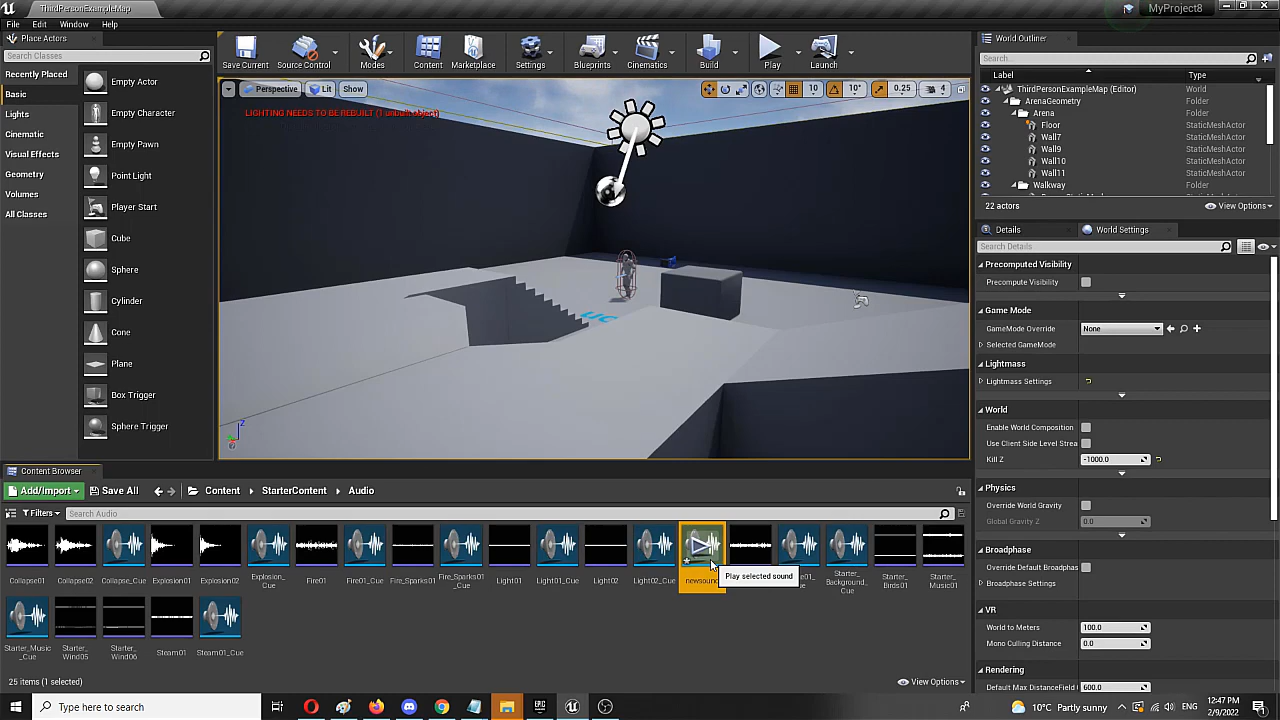 ThirdPersonExampleMap
MyProject8
File Edit Window Help
Place Actors
Search Classes
Recently Placed
Basic
Lights
Cinematic
Visual Effects
Geometry
Volumes
All Classes
Empty Actor
Empty Character
Empty Pawn
Point Light
Player Start
Cube
Sphere
Cylinder
Cone
Plane
Box Trigger
Sphere Trigger
Save Current
Source Control
Modes
Content
Marketplace
Settings
Blueprints
Cinematics
Build
Play
Launch
Perspective Lit Show
10 10° 0.25 4
LIGHTING NEEDS TO BE REBUILT (1 unbuilt object)
World Outliner
Search...
Label Type
ThirdPersonExampleMap (Editor) World
ArenaGeometry Folder
Arena Folder
Floor StaticMeshActor
Wall7 StaticMeshActor
Wall9 StaticMeshActor
Wall10 StaticMeshActor
Wall11 StaticMeshActor
Walkway Folder
22 actors View Options
Details World Settings
Search Details
Precomputed Visibility
Precompute Visibility
Game Mode
GameMode Override None
Selected GameMode
Lightmass
Lightmass Settings
World
Enable World Composition
Use Client Side Level Strea
Kill Z -1000.0
Physics
Override World Gravity
Global Gravity Z 0.0
Broadphase
Override Default Broadphas
Broadphase Settings
VR
World to Meters 100.0
Mono Culling Distance 0.0
Rendering
Default Max DistanceField 600.0
Content Browser
Add/Import Save All Content StarterContent Audio
Filters Search Audio
Collapse01 Collapse02 Collapse_Cue Explosion01 Explosion02 Explosion_Cue Fire01 Fire01_Cue Fire_Sparks01 Fire_Sparks01_Cue Light01 Light01_Cue Light02 Light02_Cue newsound Starter_Background_Cue Starter_Birds01 Starter_Music01
Play selected sound
Starter_Music_Cue Starter_Wind05 Starter_Wind06 Steam01 Steam01_Cue
25 items (1 selected) View Options
Type here to search
10°C Partly sunny
12:47 PM
2/9/2022